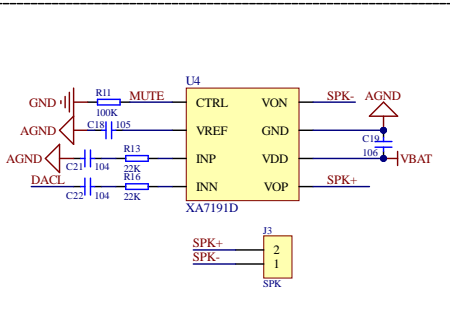 U4
R11 MUTE CTRL VON SPK- AGND
GND
100K
C18 105 VREF GND C19
AGND
R13 106
AGND INP VDD VBAT
C21 104 22K
DACL R16 INN VOP SPK+
C22 104 22K
XA7191D
J3
SPK+ 2
SPK- 1
SPK